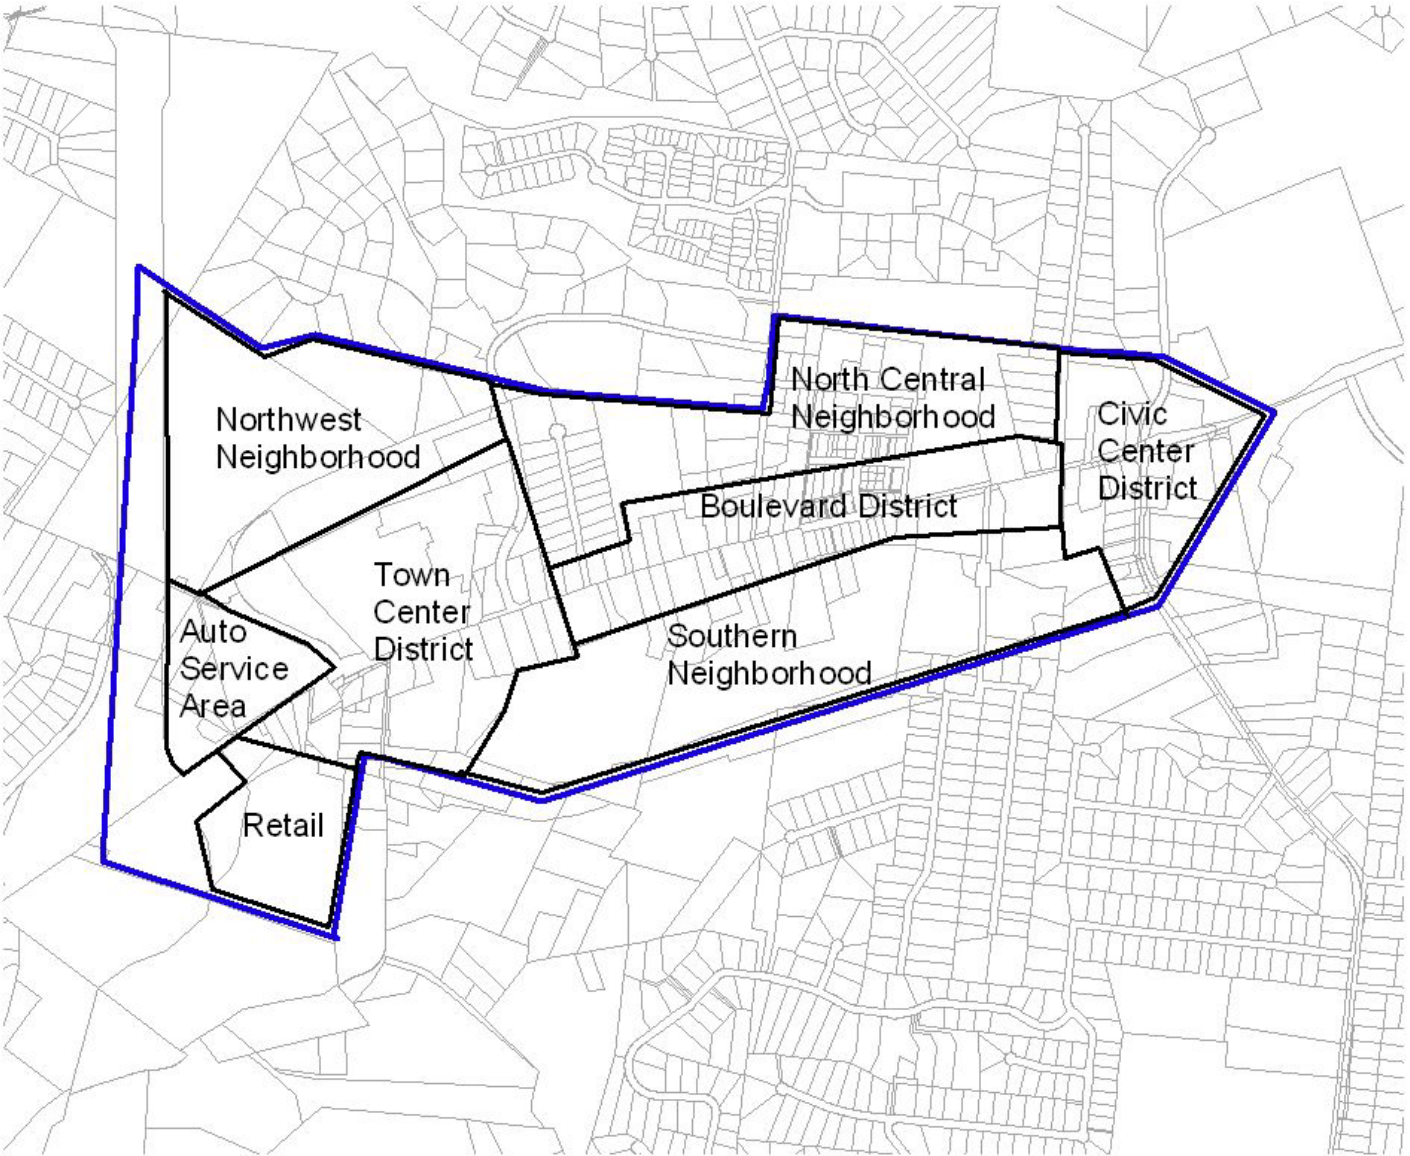 North Central
Neighborhood
Civic
Center
District
Northwest
Neighborhood
Boulevard District
Town
Center
District
Auto
Service
Area
Southern
Neighborhood
Retail